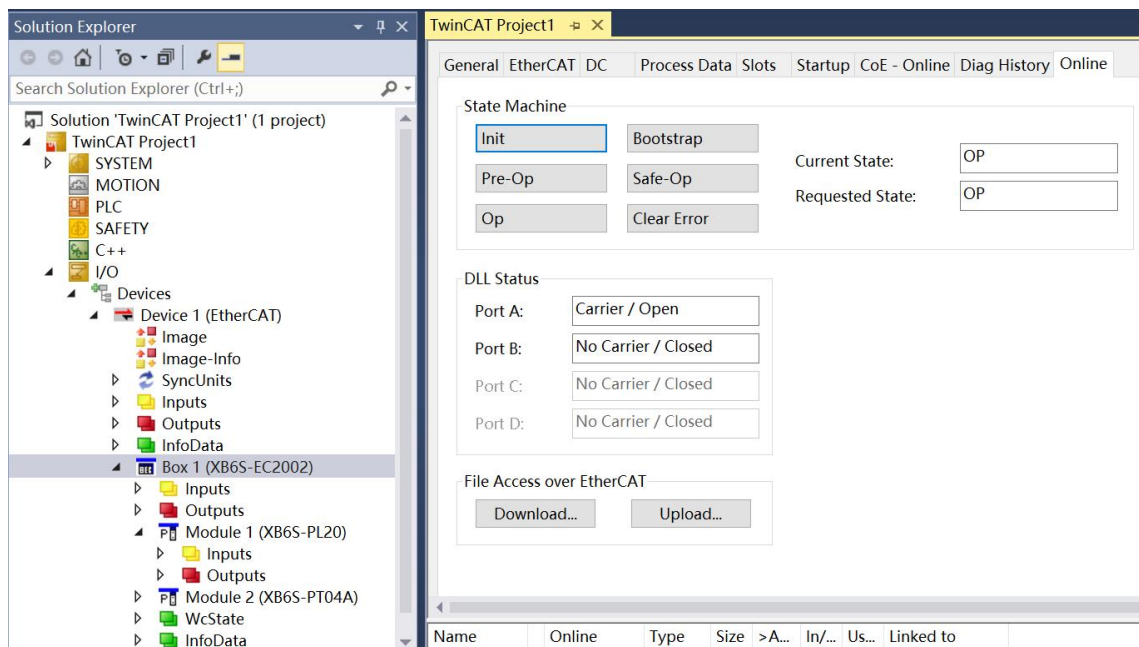 Solution Explorer
Search Solution Explorer (Ctrl+;)
Solution 'TwinCAT Project1' (1 project)
TwinCAT Project1
SYSTEM
MOTION
PLC
SAFETY
C++
I/O
Devices
Device 1 (EtherCAT)
Image
Image-Info
SyncUnits
Inputs
Outputs
InfoData
Box 1 (XB6S-EC2002)
Inputs
Outputs
Module 1 (XB6S-PL20)
Inputs
Outputs
Module 2 (XB6S-PT04A)
WcState
InfoData
TwinCAT Project1
General EtherCAT DC Process Data Slots Startup CoE - Online Diag History Online
State Machine
Init Bootstrap
Pre-Op Safe-Op
Op Clear Error
Current State: OP
Requested State: OP
DLL Status
Port A: Carrier / Open
Port B: No Carrier / Closed
Port C: No Carrier / Closed
Port D: No Carrier / Closed
File Access over EtherCAT
Download... Upload...
Name Online Type Size >A... In/... Us... Linked to